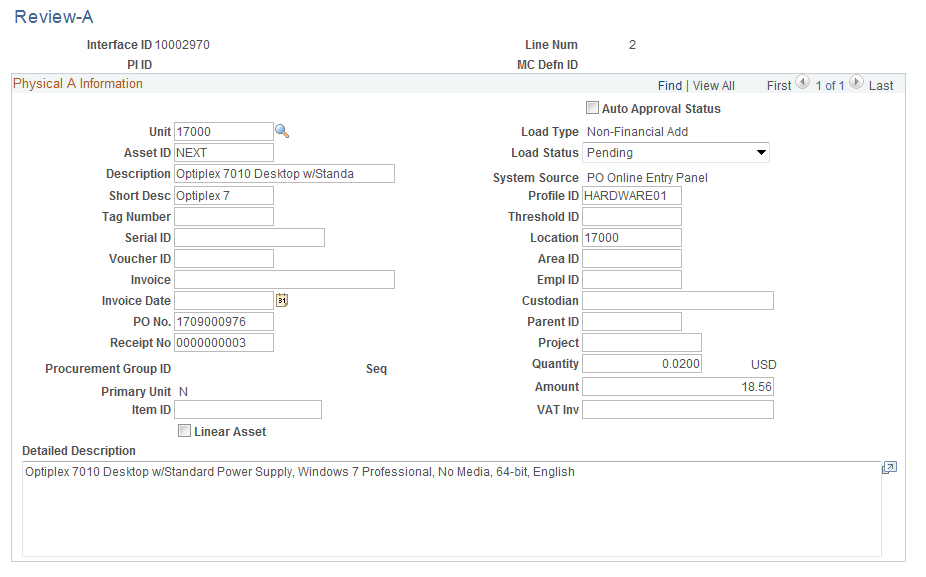 Review-A
Interface ID 10002970 Line Num 2
PI ID MC Defn ID
Physical A Information Find | View All First 1 of 1 Last
Auto Approval Status
Unit 17000 Load Type Non-Financial Add
Asset ID NEXT Load Status Pending
Description Optiplex 7010 Desktop w/Standa System Source PO Online Entry Panel
Short Desc Optiplex 7 Profile ID HARDWARE01
Tag Number Threshold ID
Serial ID Location 17000
Voucher ID Area ID
Invoice Empl ID
Invoice Date 31 Custodian
PO No. 1709000976 Parent ID
Receipt No 0000000003 Project
Procurement Group ID Seq Quantity 0.0200 USD
Primary Unit N Amount 18.56
Item ID VAT Inv
Linear Asset
Detailed Description
Optiplex 7010 Desktop w/Standard Power Supply, Windows 7 Professional, No Media, 64-bit, English